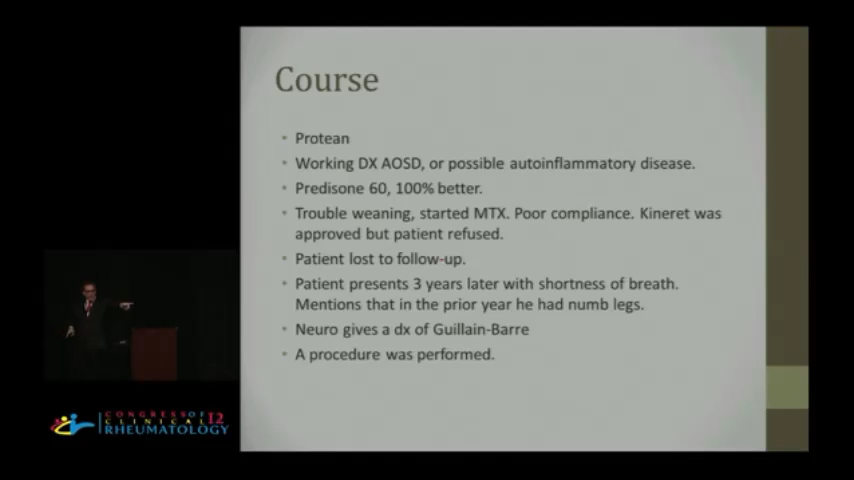 Course
Protean
Working DX AOSD, or possible autoinflammatory disease.
Predisone 60, 100% better.
Trouble weaning, started MTX. Poor compliance. Kineret was
approved but patient refused.
Patient lost to follow-up.
Patient presents 3 years later with shortness of breath.
Mentions that in the prior year he had numb legs.
Neuro gives a dx of Guillain-Barre
A procedure was performed.
CONGRESS OF
CLINICAL 12
RHEUMATOLOGY